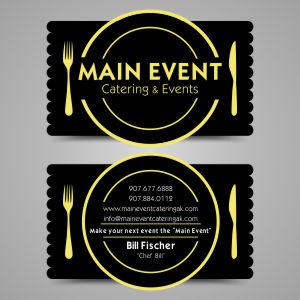 MAIN EVENT
Catering & Events
907.677.6888
907.884.0112
www.maineventcateringak.com
info@maineventcateringak.com
Make your next event the "Main Event"
Bill Fischer
"Chef Bill"